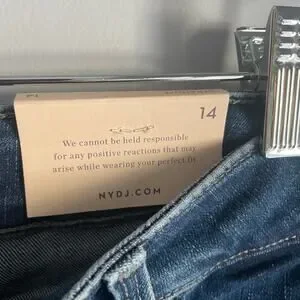 14
We cannot be held responsible
for any positive reactions that may
arise while wearing your perfect fit.
NYDJ.COM